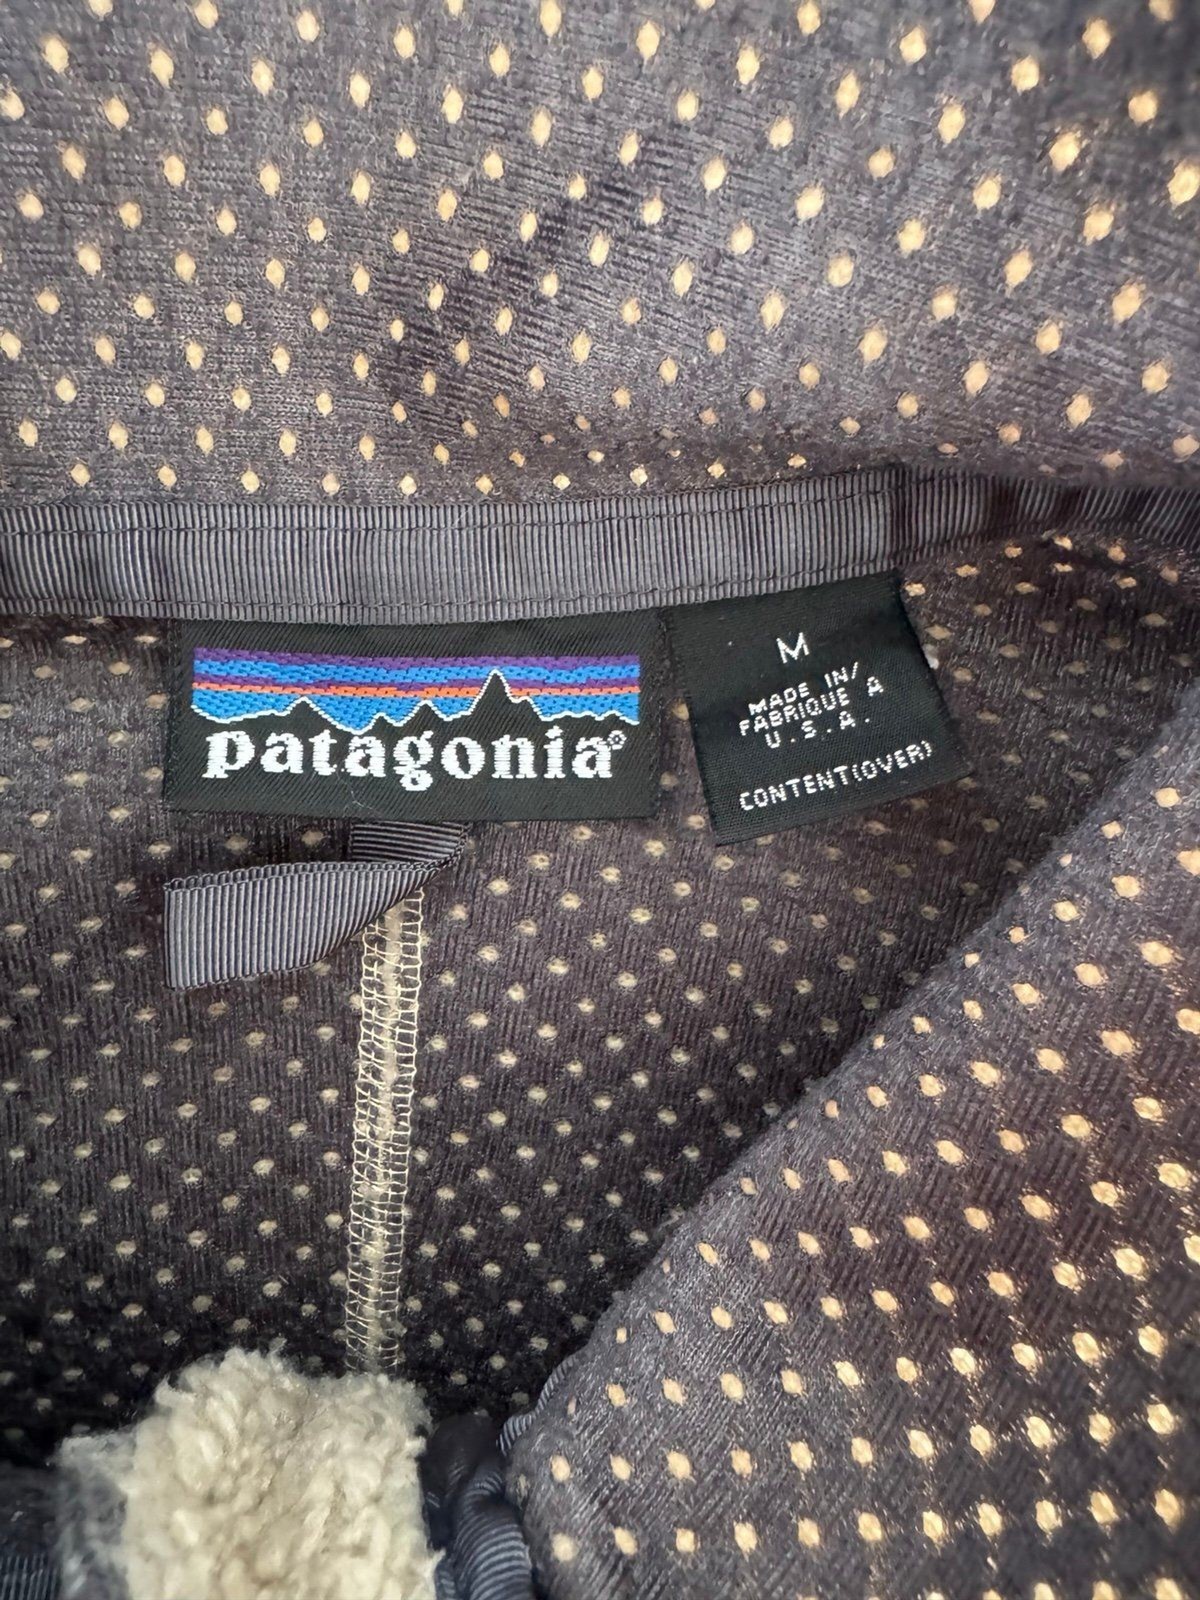 patagonia®
M
MADE IN/
FABRIQUE A
U.S.A.
CONTENT(OVER)